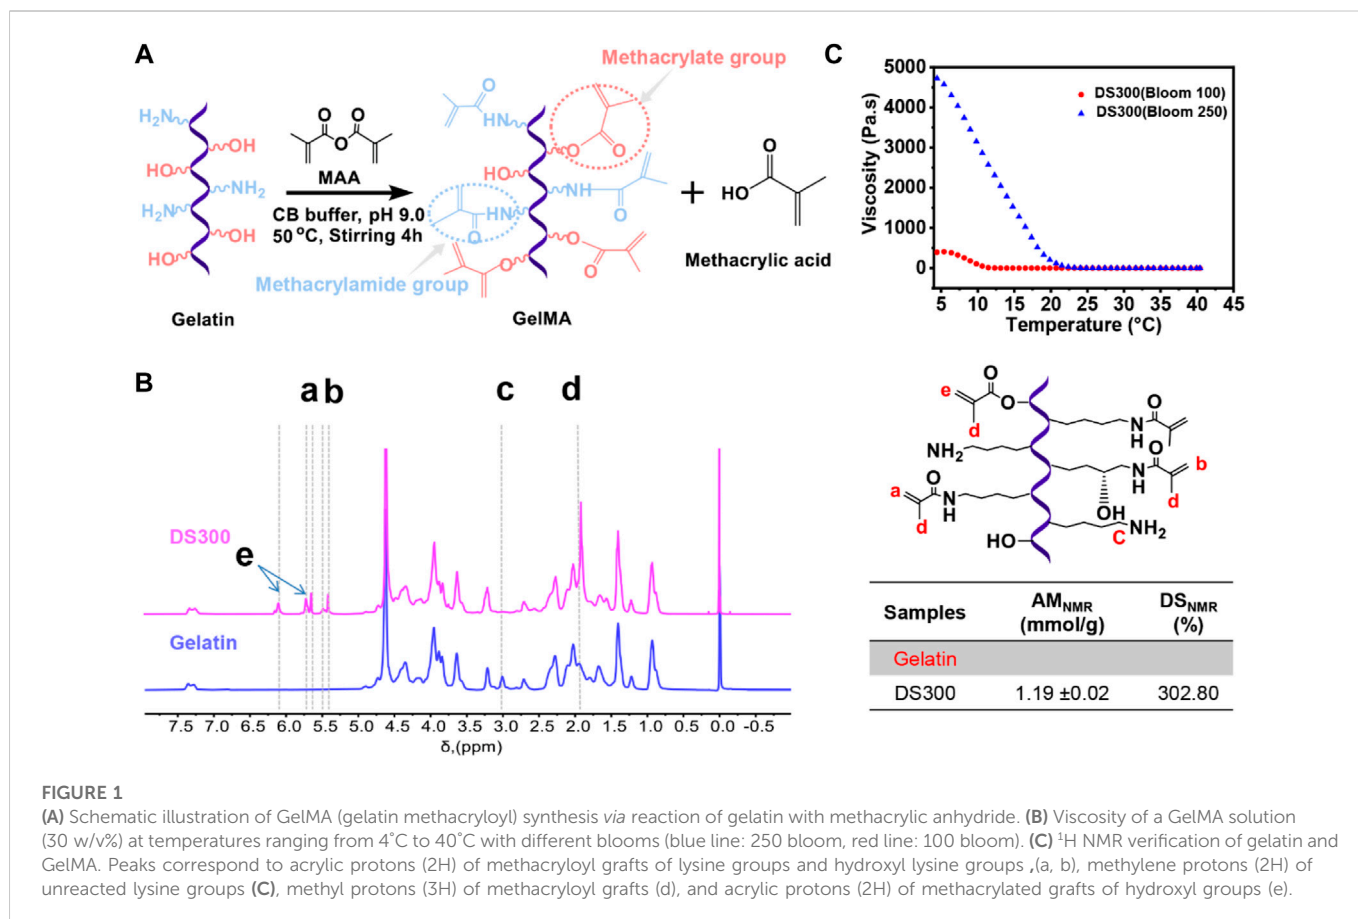 A
Methacrylate group
H₂N
OH
HO
NH₂
H₂N
OH
HO
Gelatin
O O
O
MAA
CB buffer, pH 9.0
50 °C, Stirring 4h
Methacrylamide group
O
HN
O
O
HO
NH
O
HN
O
O
O
O
GelMA
+
O
HO
Methacrylic acid
C
5000
4000
3000
2000
1000
0
Viscosity (Pa.s)
DS300(Bloom 100)
DS300(Bloom 250)
5 10 15 20 25 30 35 40 45
Temperature (°C)
B
a b c d
DS300
e
Gelatin
7.5 7.0 6.5 6.0 5.5 5.0 4.5 4.0 3.5 3.0 2.5 2.0 1.5 1.0 0.5 0.0 -0.5
δ,(ppm)
e
O
O
d
O
N
H
NH₂
O
N
H
b
d
OH
a
O
N
H
d
NH₂
C
HO
Samples AM NMR (mmol/g) DS NMR (%)
Gelatin
DS300 1.19 ±0.02 302.80
FIGURE 1
(A) Schematic illustration of GelMA (gelatin methacryloyl) synthesis via reaction of gelatin with methacrylic anhydride. (B) Viscosity of a GelMA solution
(30 w/v%) at temperatures ranging from 4°C to 40°C with different blooms (blue line: 250 bloom, red line: 100 bloom). (C) ¹H NMR verification of gelatin and
GelMA. Peaks correspond to acrylic protons (2H) of methacryloyl grafts of lysine groups and hydroxyl lysine groups ,(a, b), methylene protons (2H) of
unreacted lysine groups (C), methyl protons (3H) of methacryloyl grafts (d), and acrylic protons (2H) of methacrylated grafts of hydroxyl groups (e).